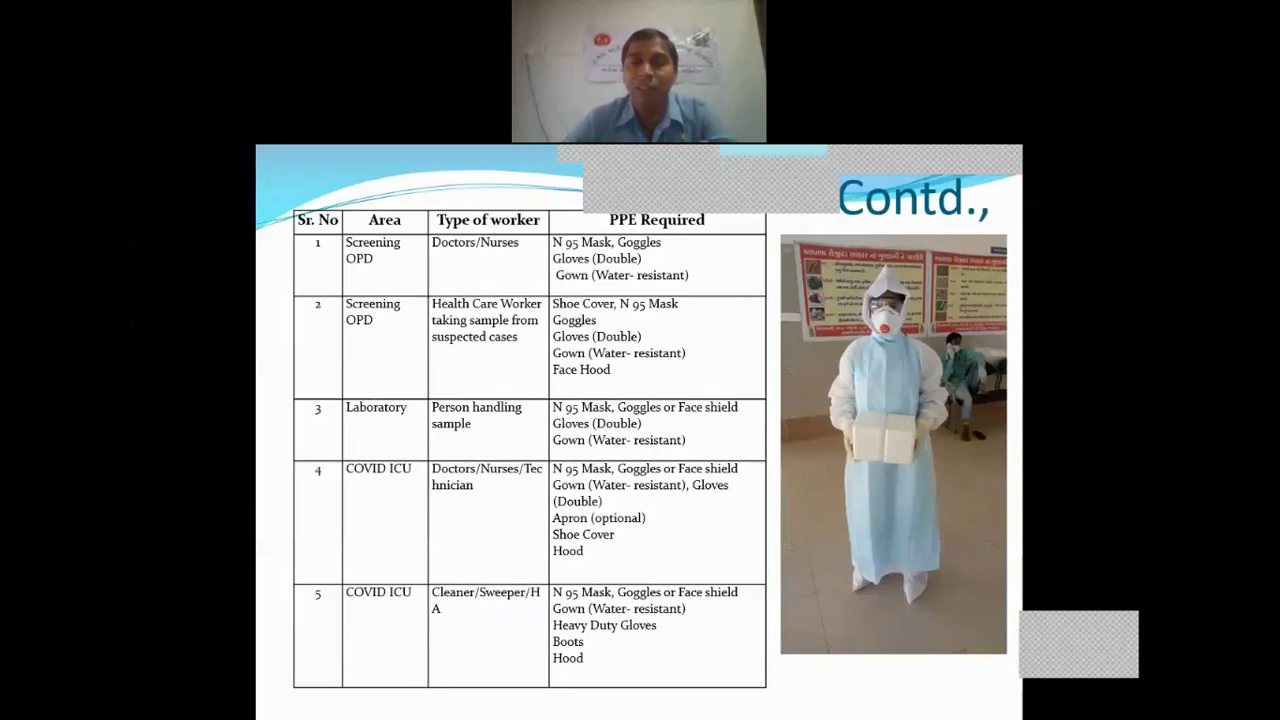 Contd.,
Sr. No Area Type of worker PPE Required
1 Screening Doctors/Nurses N 95 Mask, Goggles
OPD Gloves (Double)
Gown (Water- resistant)
2 Screening Health Care Worker Shoe Cover, N 95 Mask
OPD taking sample from Goggles
suspected cases Gloves (Double)
Gown (Water- resistant)
Face Hood
3 Laboratory Person handling N 95 Mask, Goggles or Face shield
sample Gloves (Double)
Gown (Water- resistant)
4 COVID ICU Doctors/Nurses/Tec N 95 Mask, Goggles or Face shield
hnician Gown (Water- resistant), Gloves
(Double)
Apron (optional)
Shoe Cover
Hood
5 COVID ICU Cleaner/Sweeper/H N 95 Mask, Goggles or Face shield
A Gown (Water- resistant)
Heavy Duty Gloves
Boots
Hood